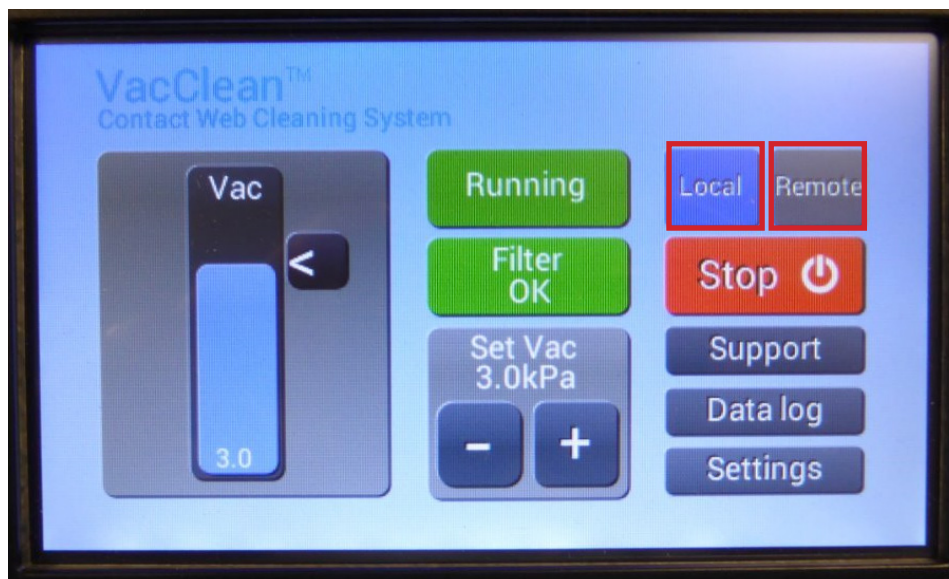 VacClean™
Contact Web Cleaning System
Vac
<
3.0
Running
Filter
OK
Set Vac
3.0kPa
- +
Local Remote
Stop
Support
Data log
Settings